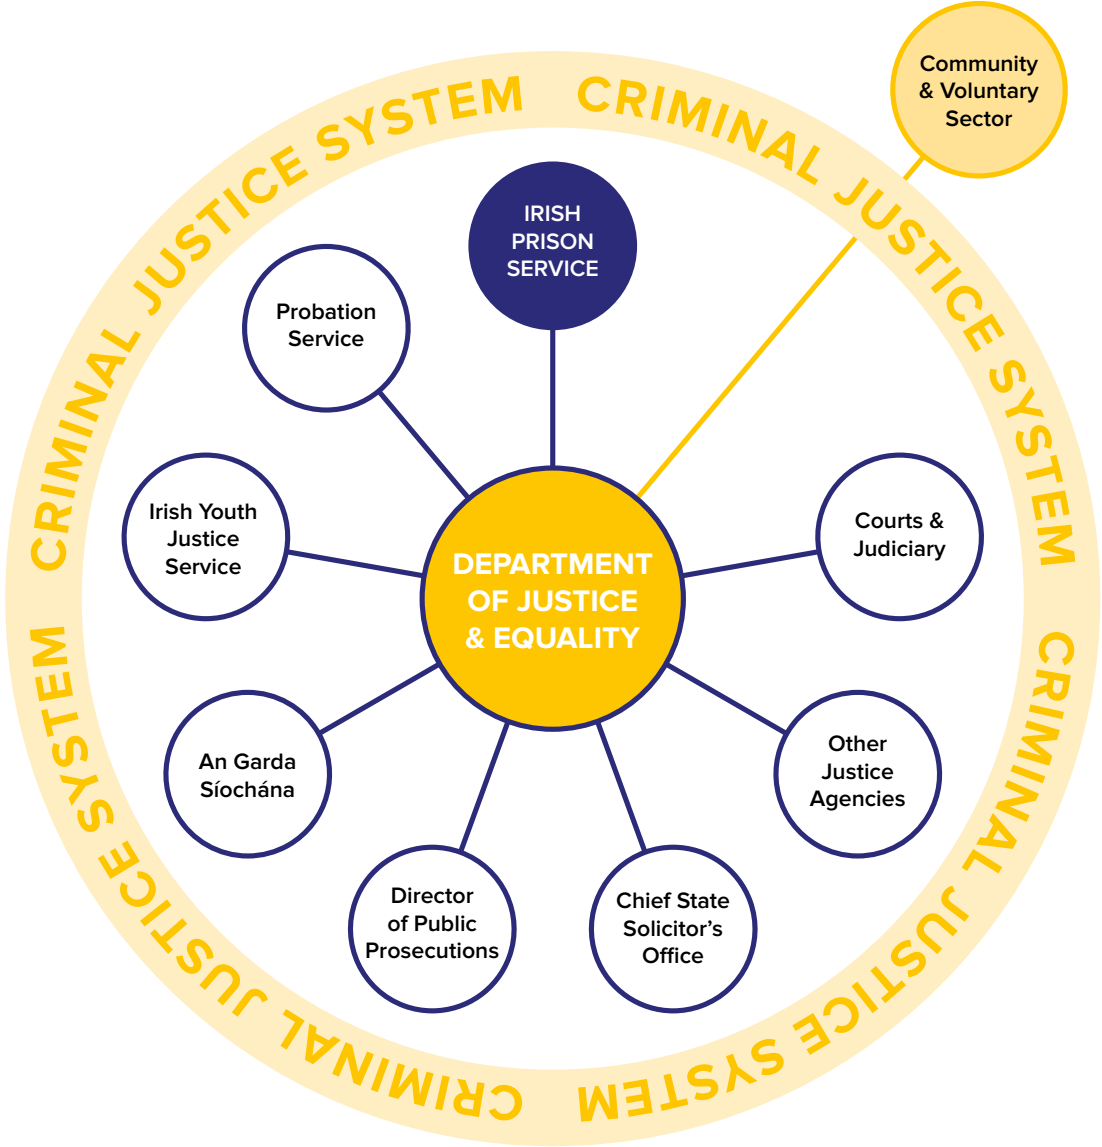 CRIMINAL JUSTICE SYSTEM
CRIMINAL JUSTICE SYSTEM
CRIMINAL JUSTICE SYSTEM
CRIMINAL JUSTICE SYSTEM
Community
& Voluntary
Sector
IRISH
PRISON
SERVICE
Probation
Service
Irish Youth
Justice
Service
Courts &
Judiciary
DEPARTMENT
OF JUSTICE
& EQUALITY
An Garda
Síochána
Other
Justice
Agencies
Director
of Public
Prosecutions
Chief State
Solicitor's
Office